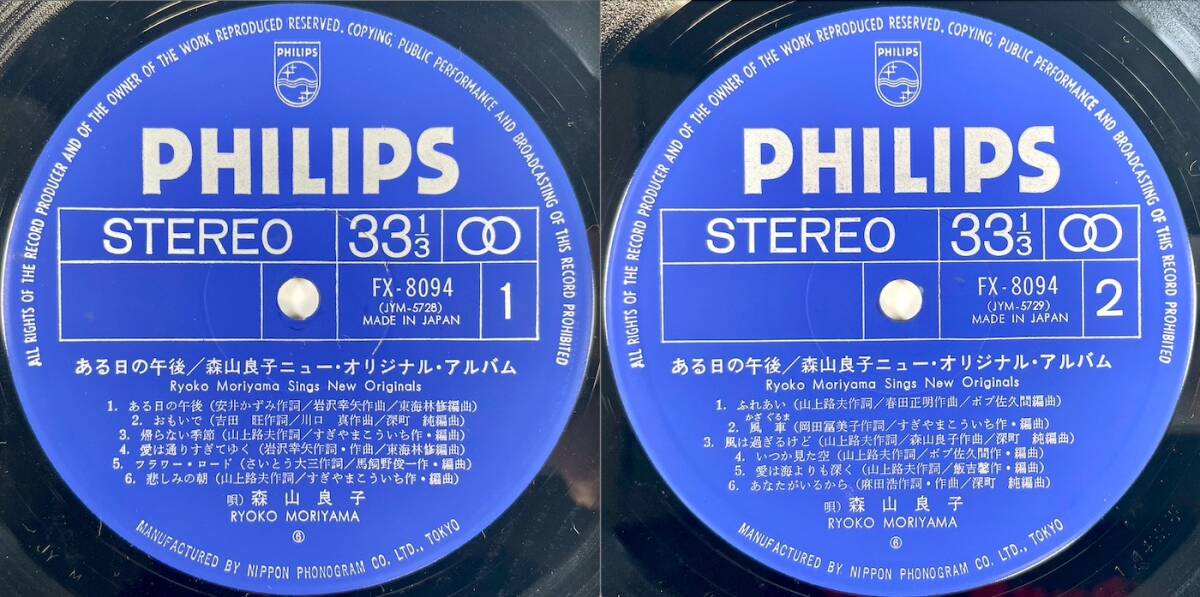 ALL RIGHTS OF THE RECORD PRODUCER AND OF THE OWNER OF THE WORK REPRODUCED RESERVED. COPYING, PUBLIC PERFORMANCE AND BROADCASTING OF THIS RECORD PROHIBITED
PHILIPS
PHILIPS
STEREO 33 1/3
FX-8094
(JYM-5728)
MADE IN JAPAN
1
ある日の午後/森山良子ニュー・オリジナル・アルバム
Ryoko Moriyama Sings New Originals
1. ある日の午後 (安井かずみ作詞/岩沢幸矢作曲/東海林修編曲)
2. おもいで (吉田 旺作詞/川口 真作曲/深町 純編曲)
3. 帰らない季節 (山上路夫作詞/すぎやまこういち作・編曲)
4. 愛は通りすぎてゆく (岩沢幸矢作詞・作曲/東海林修編曲)
5. フラワー・ロード (さいとう大三作詞/馬飼野俊一作・編曲)
6. 悲しみの朝 (山上路夫作詞/すぎやまこういち作・編曲)
唄) 森山良子
RYOKO MORIYAMA
⑥
MANUFACTURED BY NIPPON PHONOGRAM CO. LTD., TOKYO
ALL RIGHTS OF THE RECORD PRODUCER AND OF THE OWNER OF THE WORK REPRODUCED RESERVED. COPYING, PUBLIC PERFORMANCE AND BROADCASTING OF THIS RECORD PROHIBITED
PHILIPS
PHILIPS
STEREO 33 1/3
FX-8094
(JYM-5729)
MADE IN JAPAN
2
ある日の午後/森山良子ニュー・オリジナル・アルバム
Ryoko Moriyama Sings New Originals
1. ふれあい (山上路夫作詞/春田正明作曲/ボブ佐久間編曲)
かざぐるま
2. 風車 (岡田冨美子作詞/すぎやまこういち作・編曲)
3. 風は過ぎるけど (山上路夫作詞/森山良子作曲/深町 純編曲)
4. いつか見た空 (山上路夫作詞/ボブ佐久間作・編曲)
5. 愛は海よりも深く (山上路夫作詞/飯吉馨作・編曲)
6. あなたがいるから (麻田浩作詞・作曲/深町 純編曲)
唄) 森山良子
RYOKO MORIYAMA
⑥
MANUFACTURED BY NIPPON PHONOGRAM CO. LTD., TOKYO